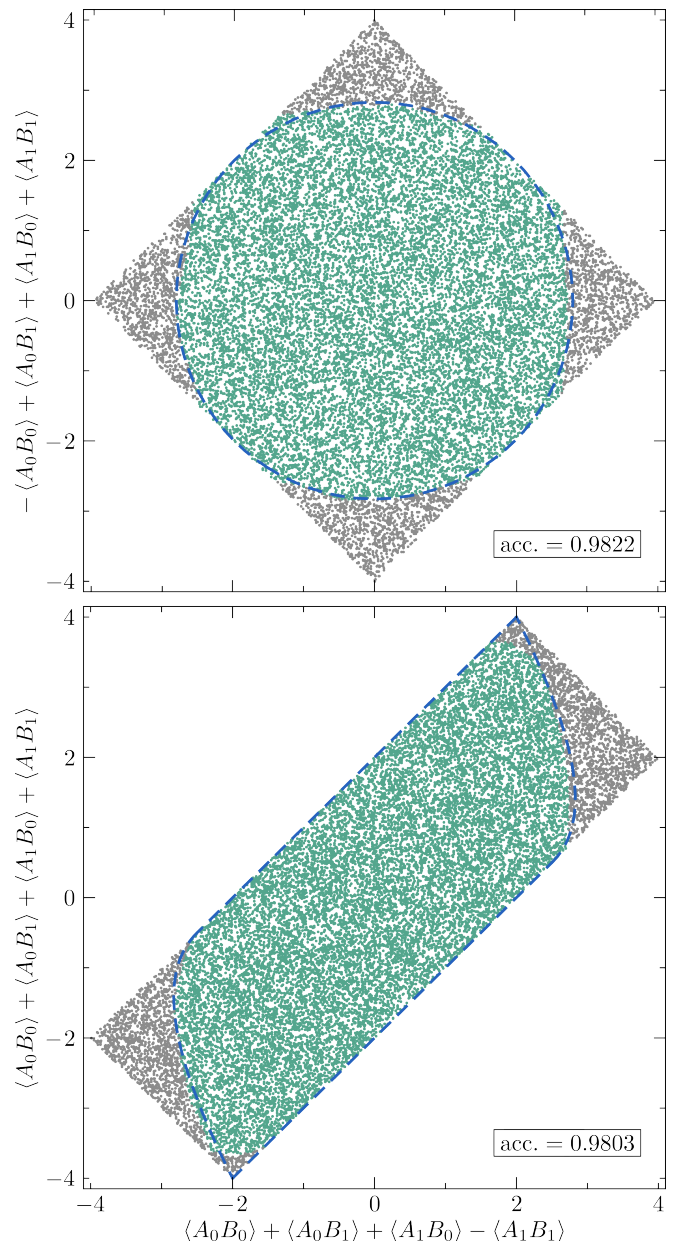 4
2
0
−2
−4
−⟨A₀B₀⟩ + ⟨A₀B₁⟩ + ⟨A₁B₀⟩ + ⟨A₁B₁⟩
acc. = 0.9822
4
2
0
−2
−4
⟨A₀B₀⟩ + ⟨A₀B₁⟩ + ⟨A₁B₀⟩ + ⟨A₁B₁⟩
acc. = 0.9803
−4 −2 0 2 4
⟨A₀B₀⟩ + ⟨A₀B₁⟩ + ⟨A₁B₀⟩ − ⟨A₁B₁⟩